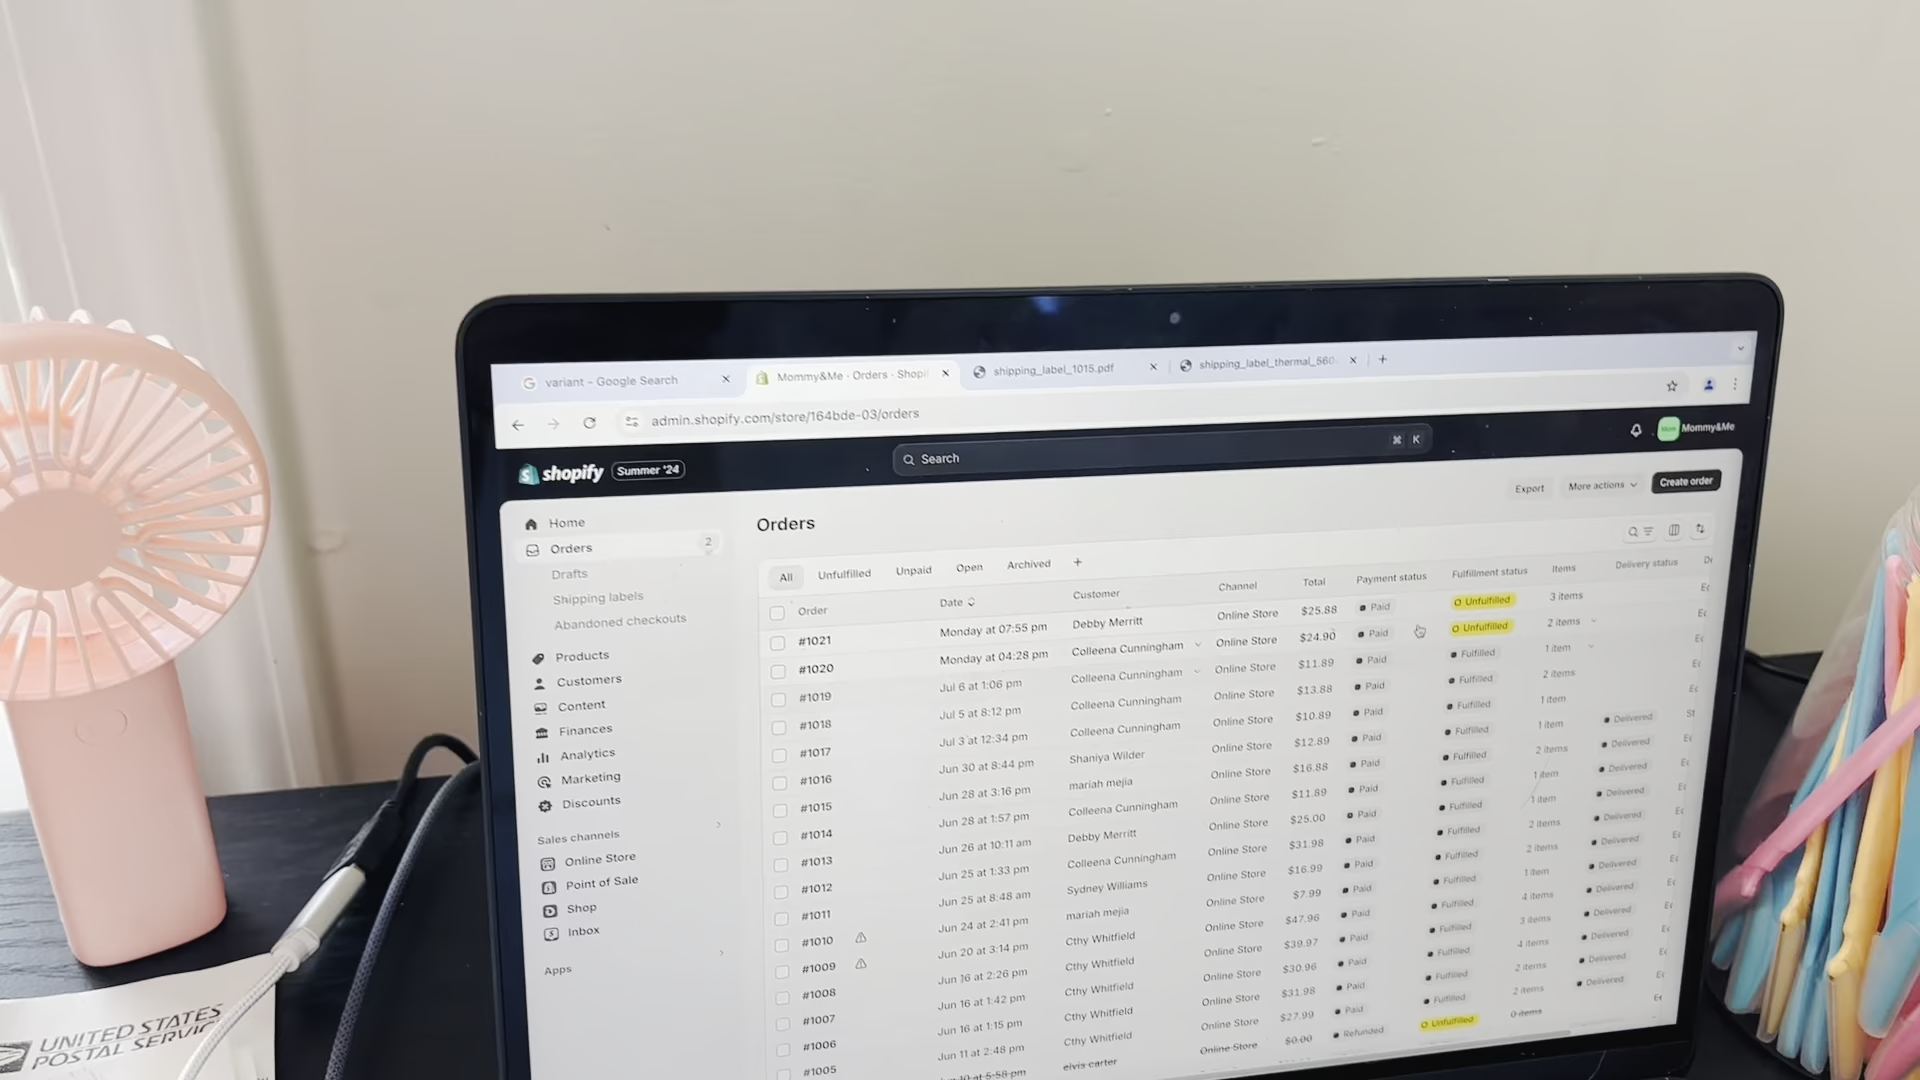 variant - Google Search
Mommy&Me · Orders · Shopi
shipping_label_1015.pdf
shipping_label_thermal_560
admin.shopify.com/store/164bde-03/orders
shopify Summer '24
Search
⌘ K
Mommy&Me
Home
Orders 2
Drafts
Shipping labels
Abandoned checkouts
Products
Customers
Content
Finances
Analytics
Marketing
Discounts
Sales channels
Online Store
Point of Sale
Shop
Inbox
Apps
Orders
Export More actions Create order
All Unfulfilled Unpaid Open Archived +
Order Date Customer Channel Total Payment status Fulfillment status Items Delivery status
#1021 Monday at 07:55 pm Debby Merritt Online Store $25.88 Paid Unfulfilled 3 items
#1020 Monday at 04:28 pm Colleena Cunningham Online Store $24.90 Paid Unfulfilled 2 items
#1019 Jul 6 at 1:06 pm Colleena Cunningham Online Store $11.89 Paid Fulfilled 1 item
#1018 Jul 5 at 8:12 pm Colleena Cunningham Online Store $13.88 Paid Fulfilled 2 items
#1017 Jul 3 at 12:34 pm Colleena Cunningham Online Store $10.89 Paid Fulfilled 1 item
#1016 Jun 30 at 8:44 pm Shaniya Wilder Online Store $12.89 Paid Fulfilled 1 item Delivered
#1015 Jun 28 at 3:16 pm mariah mejia Online Store $16.88 Paid Fulfilled 2 items Delivered
#1014 Jun 28 at 1:57 pm Colleena Cunningham Online Store $11.89 Paid Fulfilled 1 item Delivered
#1013 Jun 26 at 10:11 am Debby Merritt Online Store $25.00 Paid Fulfilled 1 item Delivered
#1012 Jun 25 at 1:33 pm Colleena Cunningham Online Store $31.98 Paid Fulfilled 2 items Delivered
#1011 Jun 25 at 8:48 am Sydney Williams Online Store $16.99 Paid Fulfilled 2 items Delivered
#1010 Jun 24 at 2:41 pm mariah mejia Online Store $7.99 Paid Fulfilled 1 item Delivered
#1009 Jun 20 at 3:14 pm Cthy Whitfield Online Store $47.96 Paid Fulfilled 4 items Delivered
#1008 Jun 16 at 2:26 pm Cthy Whitfield Online Store $39.97 Paid Fulfilled 3 items Delivered
#1007 Jun 16 at 1:42 pm Cthy Whitfield Online Store $30.96 Paid Fulfilled 4 items Delivered
#1006 Jun 16 at 1:15 pm Cthy Whitfield Online Store $31.98 Paid Fulfilled 2 items Delivered
#1005 Jun 11 at 2:48 pm Cthy Whitfield Online Store $27.99 Paid Fulfilled 2 items Delivered
5:58 pm elvis carter Online Store $0.00 Refunded Unfulfilled 0 items
UNITED STATES
POSTAL SERVIC